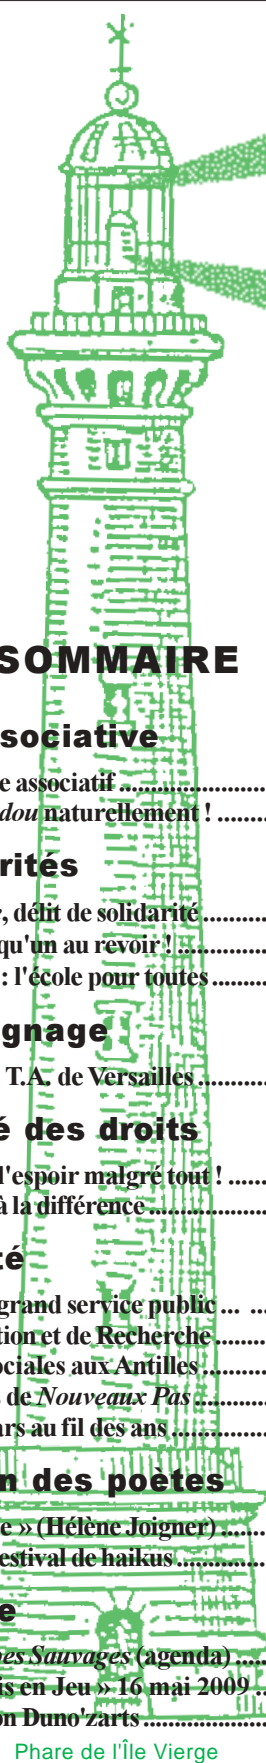 SOMMAIRE
sociative
e associatif ......................
dou naturellement ! ........
rités
, délit de solidarité..........
qu'un au revoir ! ..............
: l'école pour toutes ........
gnage
T.A. de Versailles ...........
é des droits
l'espoir malgré tout ! ......
à la différence ..................
té
grand service public ... ..
tion et de Recherche ........
ociales aux Antilles ..........
de Nouveaux Pas ............
rs au fil des ans ...............
n des poètes
e » (Hélène Joigner) .......
estival de haikus ..............
e
es Sauvages (agenda) .....
is en Jeu » 16 mai 2009 ..
on Duno'zarts ...................
Phare de l'Île Vierge